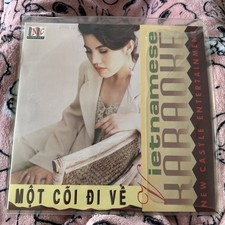 MỘT CÕI ĐI VỀ
Vietnamese
KARAOKE
NEW CASTLE ENTERTAINMENT